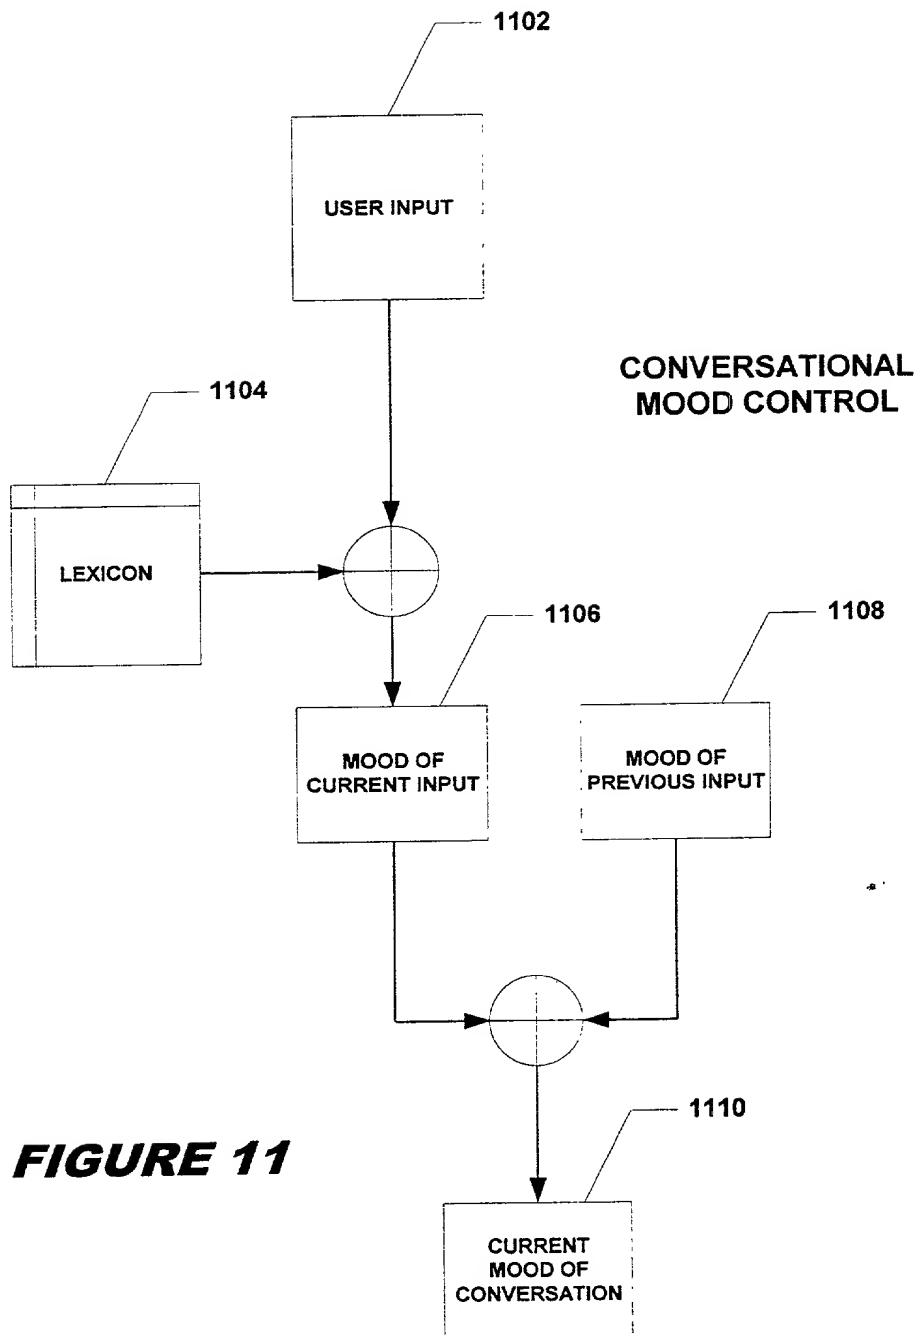 1102
USER INPUT
CONVERSATIONAL
MOOD CONTROL
1104
LEXICON
1106
1108
MOOD OF
CURRENT INPUT
MOOD OF
PREVIOUS INPUT
1110
FIGURE 11
CURRENT
MOOD OF
CONVERSATION